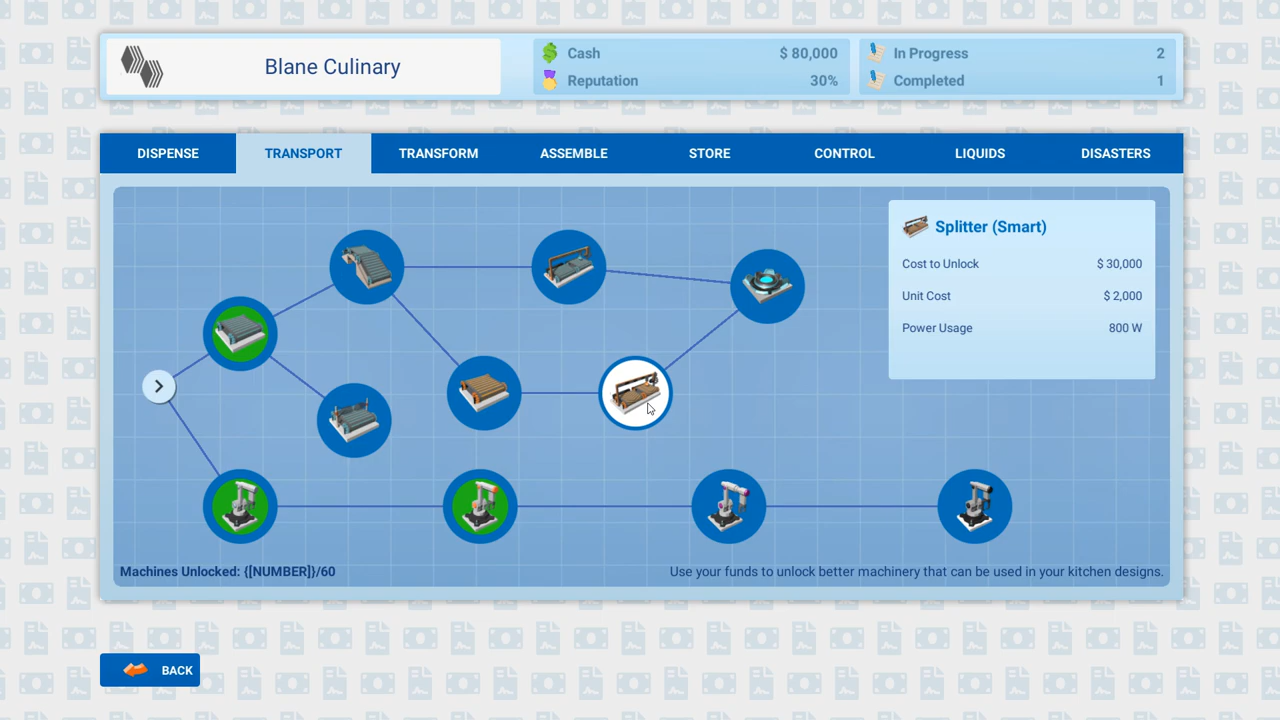 Blane Culinary
Cash $ 80,000
Reputation 30%
In Progress 2
Completed 1
DISPENSE TRANSPORT TRANSFORM ASSEMBLE STORE CONTROL LIQUIDS DISASTERS
Splitter (Smart)
Cost to Unlock $ 30,000
Unit Cost $ 2,000
Power Usage 800 W
Machines Unlocked: {[NUMBER]}/60
Use your funds to unlock better machinery that can be used in your kitchen designs.
BACK